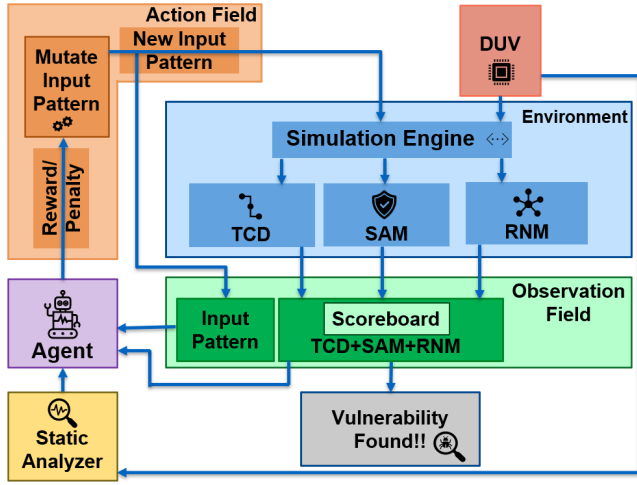 Action Field
New Input
Pattern
Mutate
Input
Pattern
Reward/
Penalty
DUV
Environment
Simulation Engine
TCD
SAM
RNM
Observation
Field
Input
Pattern
Scoreboard
TCD+SAM+RNM
Agent
Static
Analyzer
Vulnerability
Found!!